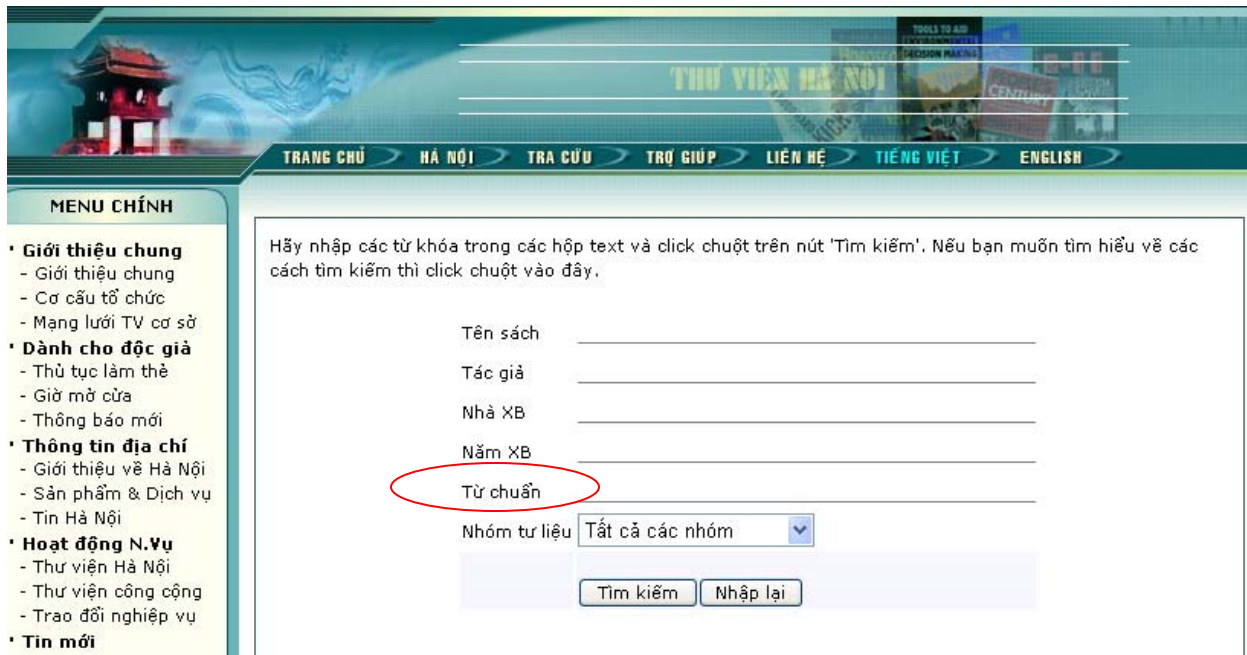 TOOLS TO AID
ENVIRONMENTAL
DECISION MAKING
THƯ VIỆN HÀ NỘI
CENTURY
TRANG CHỦ HÀ NỘI TRA CỨU TRỢ GIÚP LIÊN HỆ TIẾNG VIỆT ENGLISH
MENU CHÍNH
Giới thiệu chung
- Giới thiệu chung
- Cơ cấu tổ chức
- Mạng lưới TV cơ sở
Dành cho độc giả
- Thủ tục làm thẻ
- Giờ mở cửa
- Thông báo mới
Thông tin địa chí
- Giới thiệu về Hà Nội
- Sản phẩm & Dịch vụ
- Tin Hà Nội
Hoạt động N.Vụ
- Thư viện Hà Nội
- Thư viện công cộng
- Trao đổi nghiệp vụ
Tin mới
Hãy nhập các từ khóa trong các hộp text và click chuột trên nút 'Tìm kiếm'. Nếu bạn muốn tìm hiểu về các
cách tìm kiếm thì click chuột vào đây.
Tên sách
Tác giả
Nhà XB
Năm XB
Từ chuẩn
Nhóm tư liệu Tất cả các nhóm
Tìm kiếm Nhập lại